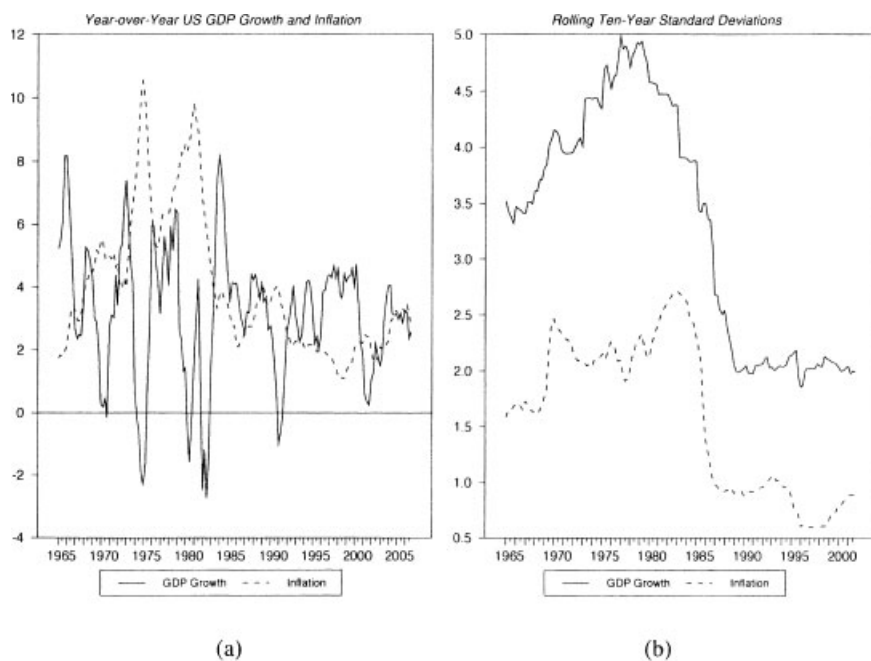 Year-over-Year US GDP Growth and Inflation
12
10
8
6
4
2
0
-2
-4
1965 1970 1975 1980 1985 1990 1995 2000 2005
GDP Growth Inflation
(a)
Rolling Ten-Year Standard Deviations
5.0
4.5
4.0
3.5
3.0
2.5
2.0
1.5
1.0
0.5
1965 1970 1975 1980 1985 1990 1995 2000
GDP Growth Inflation
(b)